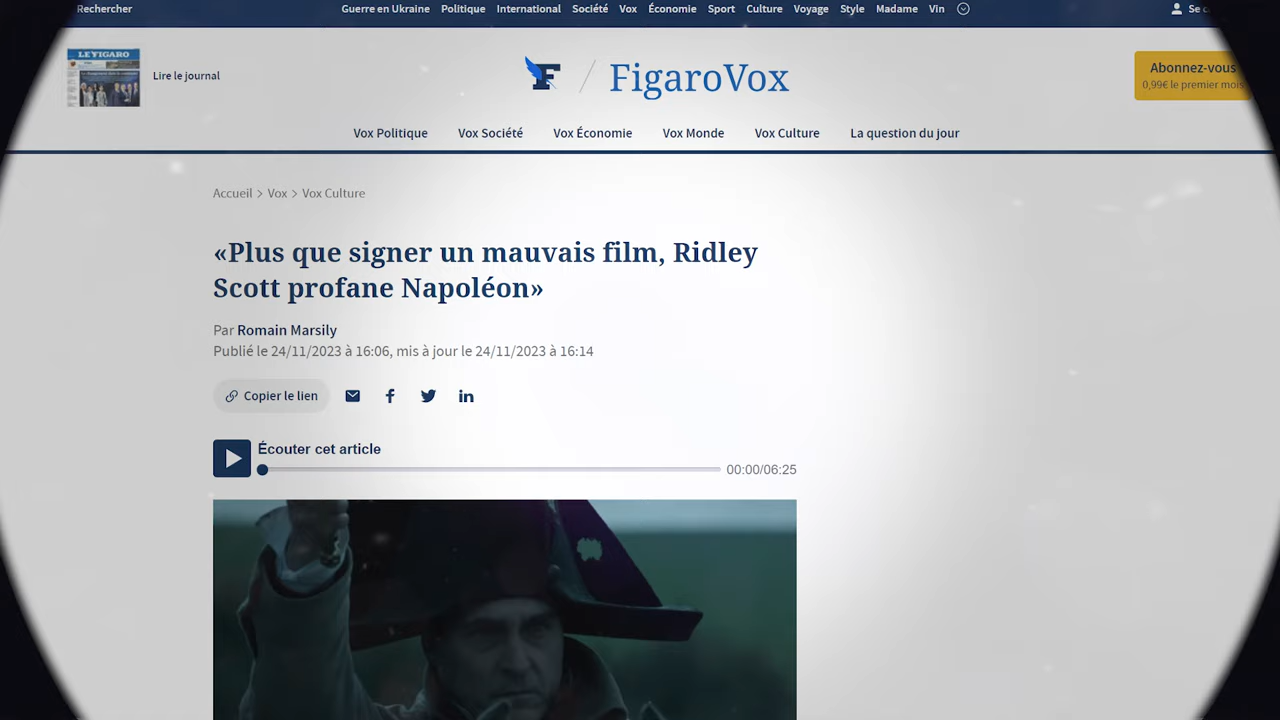 Rechercher
Guerre en Ukraine Politique International Société Vox Économie Sport Culture Voyage Style Madame Vin
Se c
LE FIGARO
Lire le journal
F / FigaroVox
Abonnez-vous
0,99€ le premier mois
Vox Politique Vox Société Vox Économie Vox Monde Vox Culture La question du jour
Accueil > Vox > Vox Culture
«Plus que signer un mauvais film, Ridley
Scott profane Napoléon»
Par Romain Marsily
Publié le 24/11/2023 à 16:06, mis à jour le 24/11/2023 à 16:14
Copier le lien
Écouter cet article
00:00/06:25